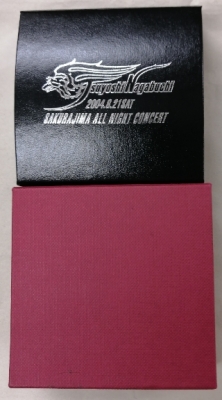 Tsuyoshi Nagabuchi
2004.8.21SAT
SAKURAJIMA ALL NIGHT CONCERT